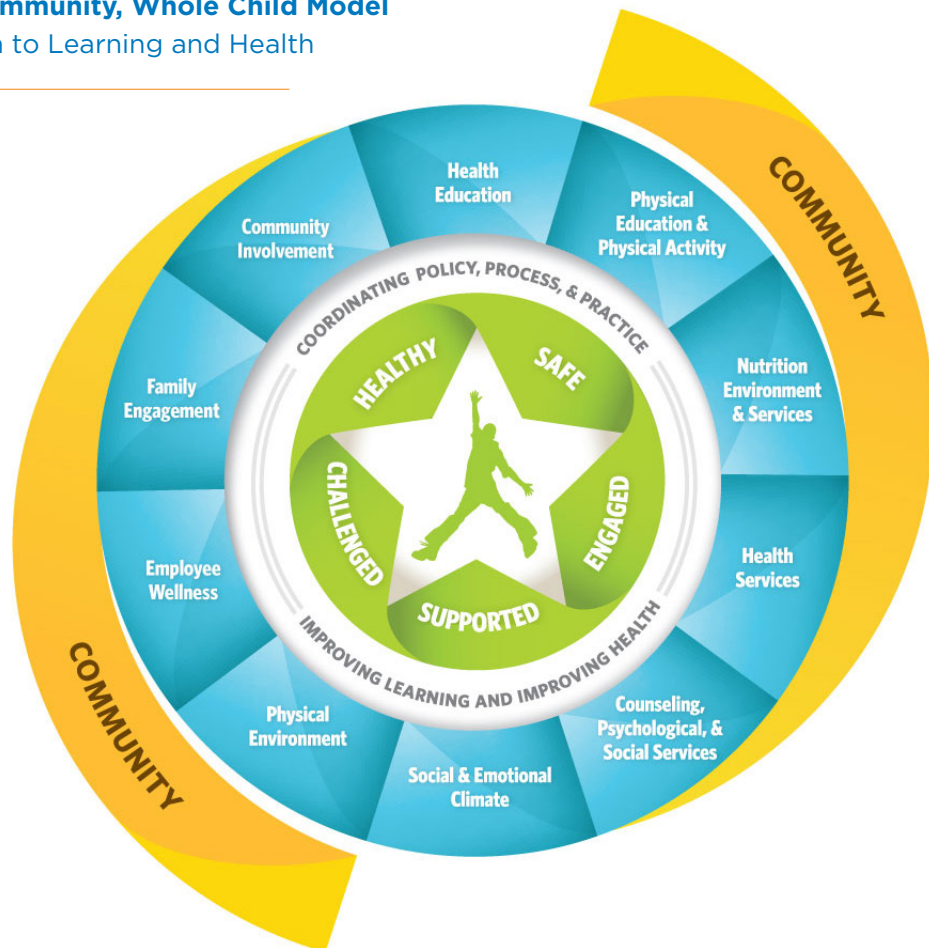 mmunity, Whole Child Model
to Learning and Health
COMMUNITY
Health
Education
Physical
Education &
Physical Activity
Nutrition
Environment
& Services
Health
Services
Counseling,
Psychological, &
Social Services
Social & Emotional
Climate
Physical
Environment
Employee
Wellness
Family
Engagement
Community
Involvement
COORDINATING POLICY, PROCESS, & PRACTICE
IMPROVING LEARNING AND IMPROVING HEALTH
HEALTHY
SAFE
ENGAGED
SUPPORTED
CHALLENGED
COMMUNITY